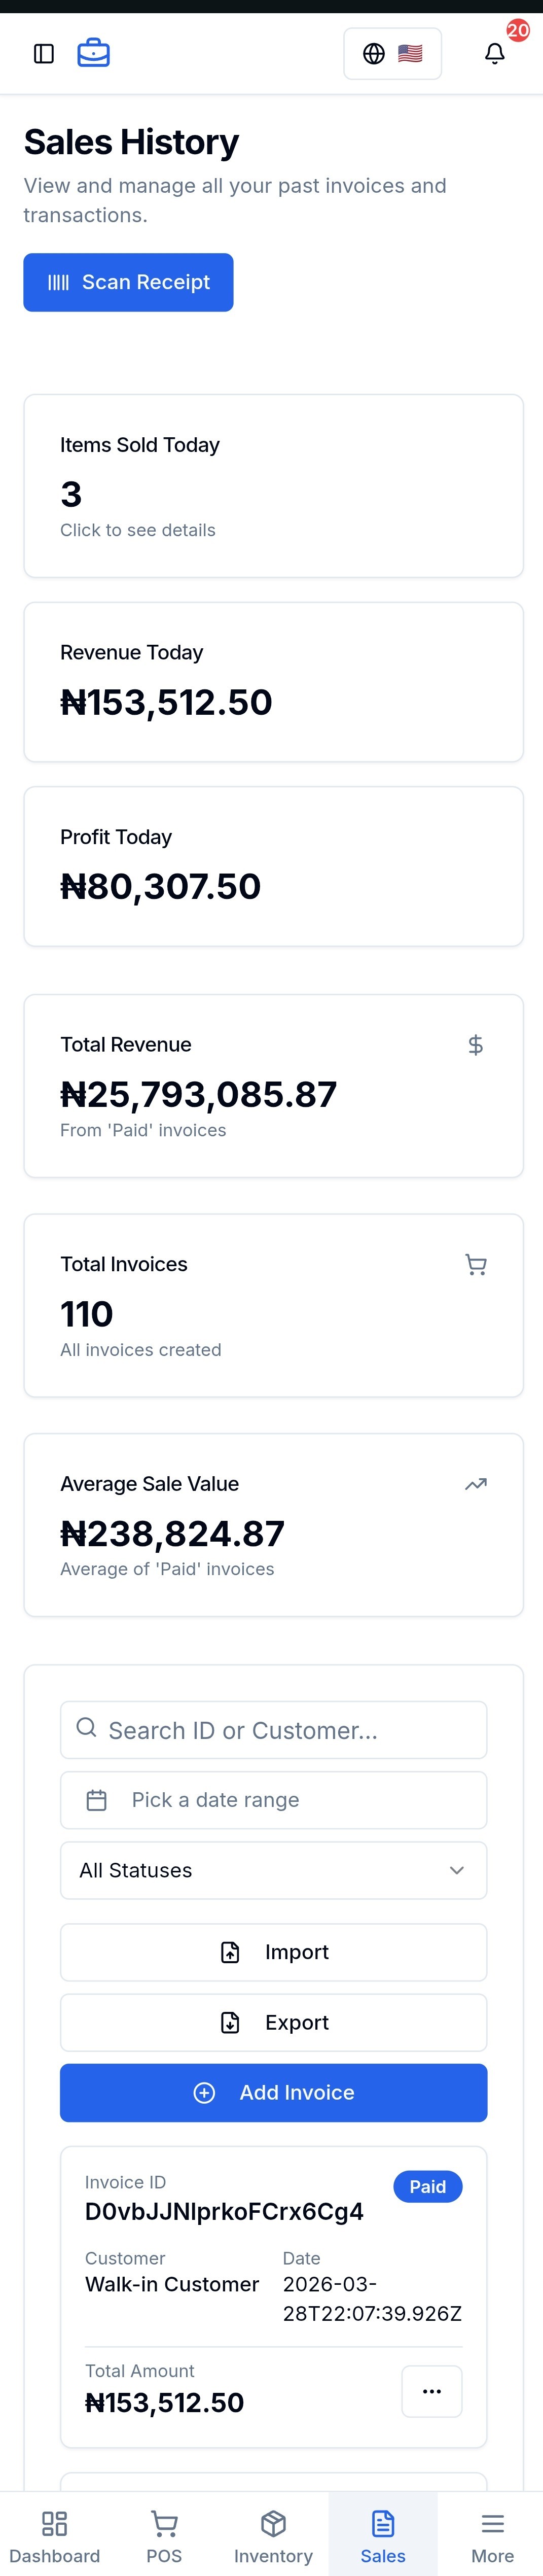 20
Sales History
View and manage all your past invoices and
transactions.
Scan Receipt
Items Sold Today
3
Click to see details
Revenue Today
₦153,512.50
Profit Today
₦80,307.50
Total Revenue
₦25,793,085.87
From 'Paid' invoices
Total Invoices
110
All invoices created
Average Sale Value
₦238,824.87
Average of 'Paid' invoices
Search ID or Customer...
Pick a date range
All Statuses
Import
Export
Add Invoice
Invoice ID
Paid
D0vbJJNlprkoFCrx6Cg4
Customer
Date
Walk-in Customer
2026-03-
28T22:07:39.926Z
Total Amount
₦153,512.50
Dashboard
POS
Inventory
Sales
More